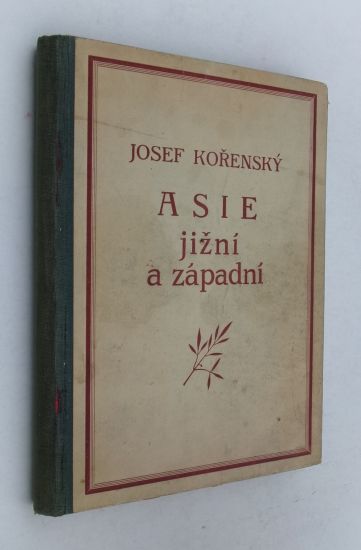 JOSEF KOŘENSKÝ
ASIE
jižní
a západní